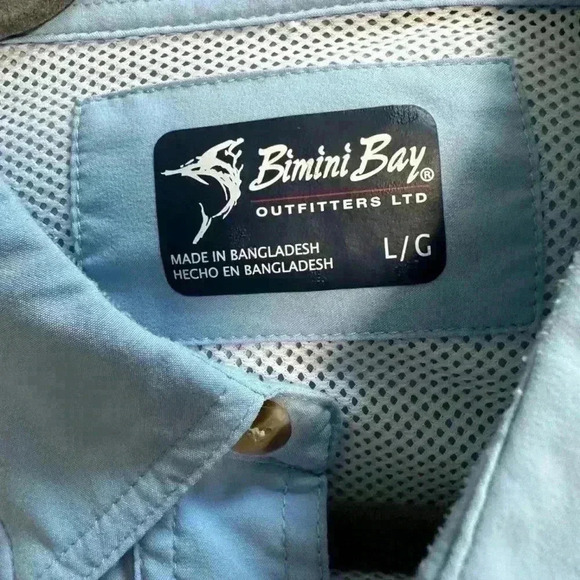 Bimini Bay®
OUTFITTERS LTD
MADE IN BANGLADESH
HECHO EN BANGLADESH
L/G